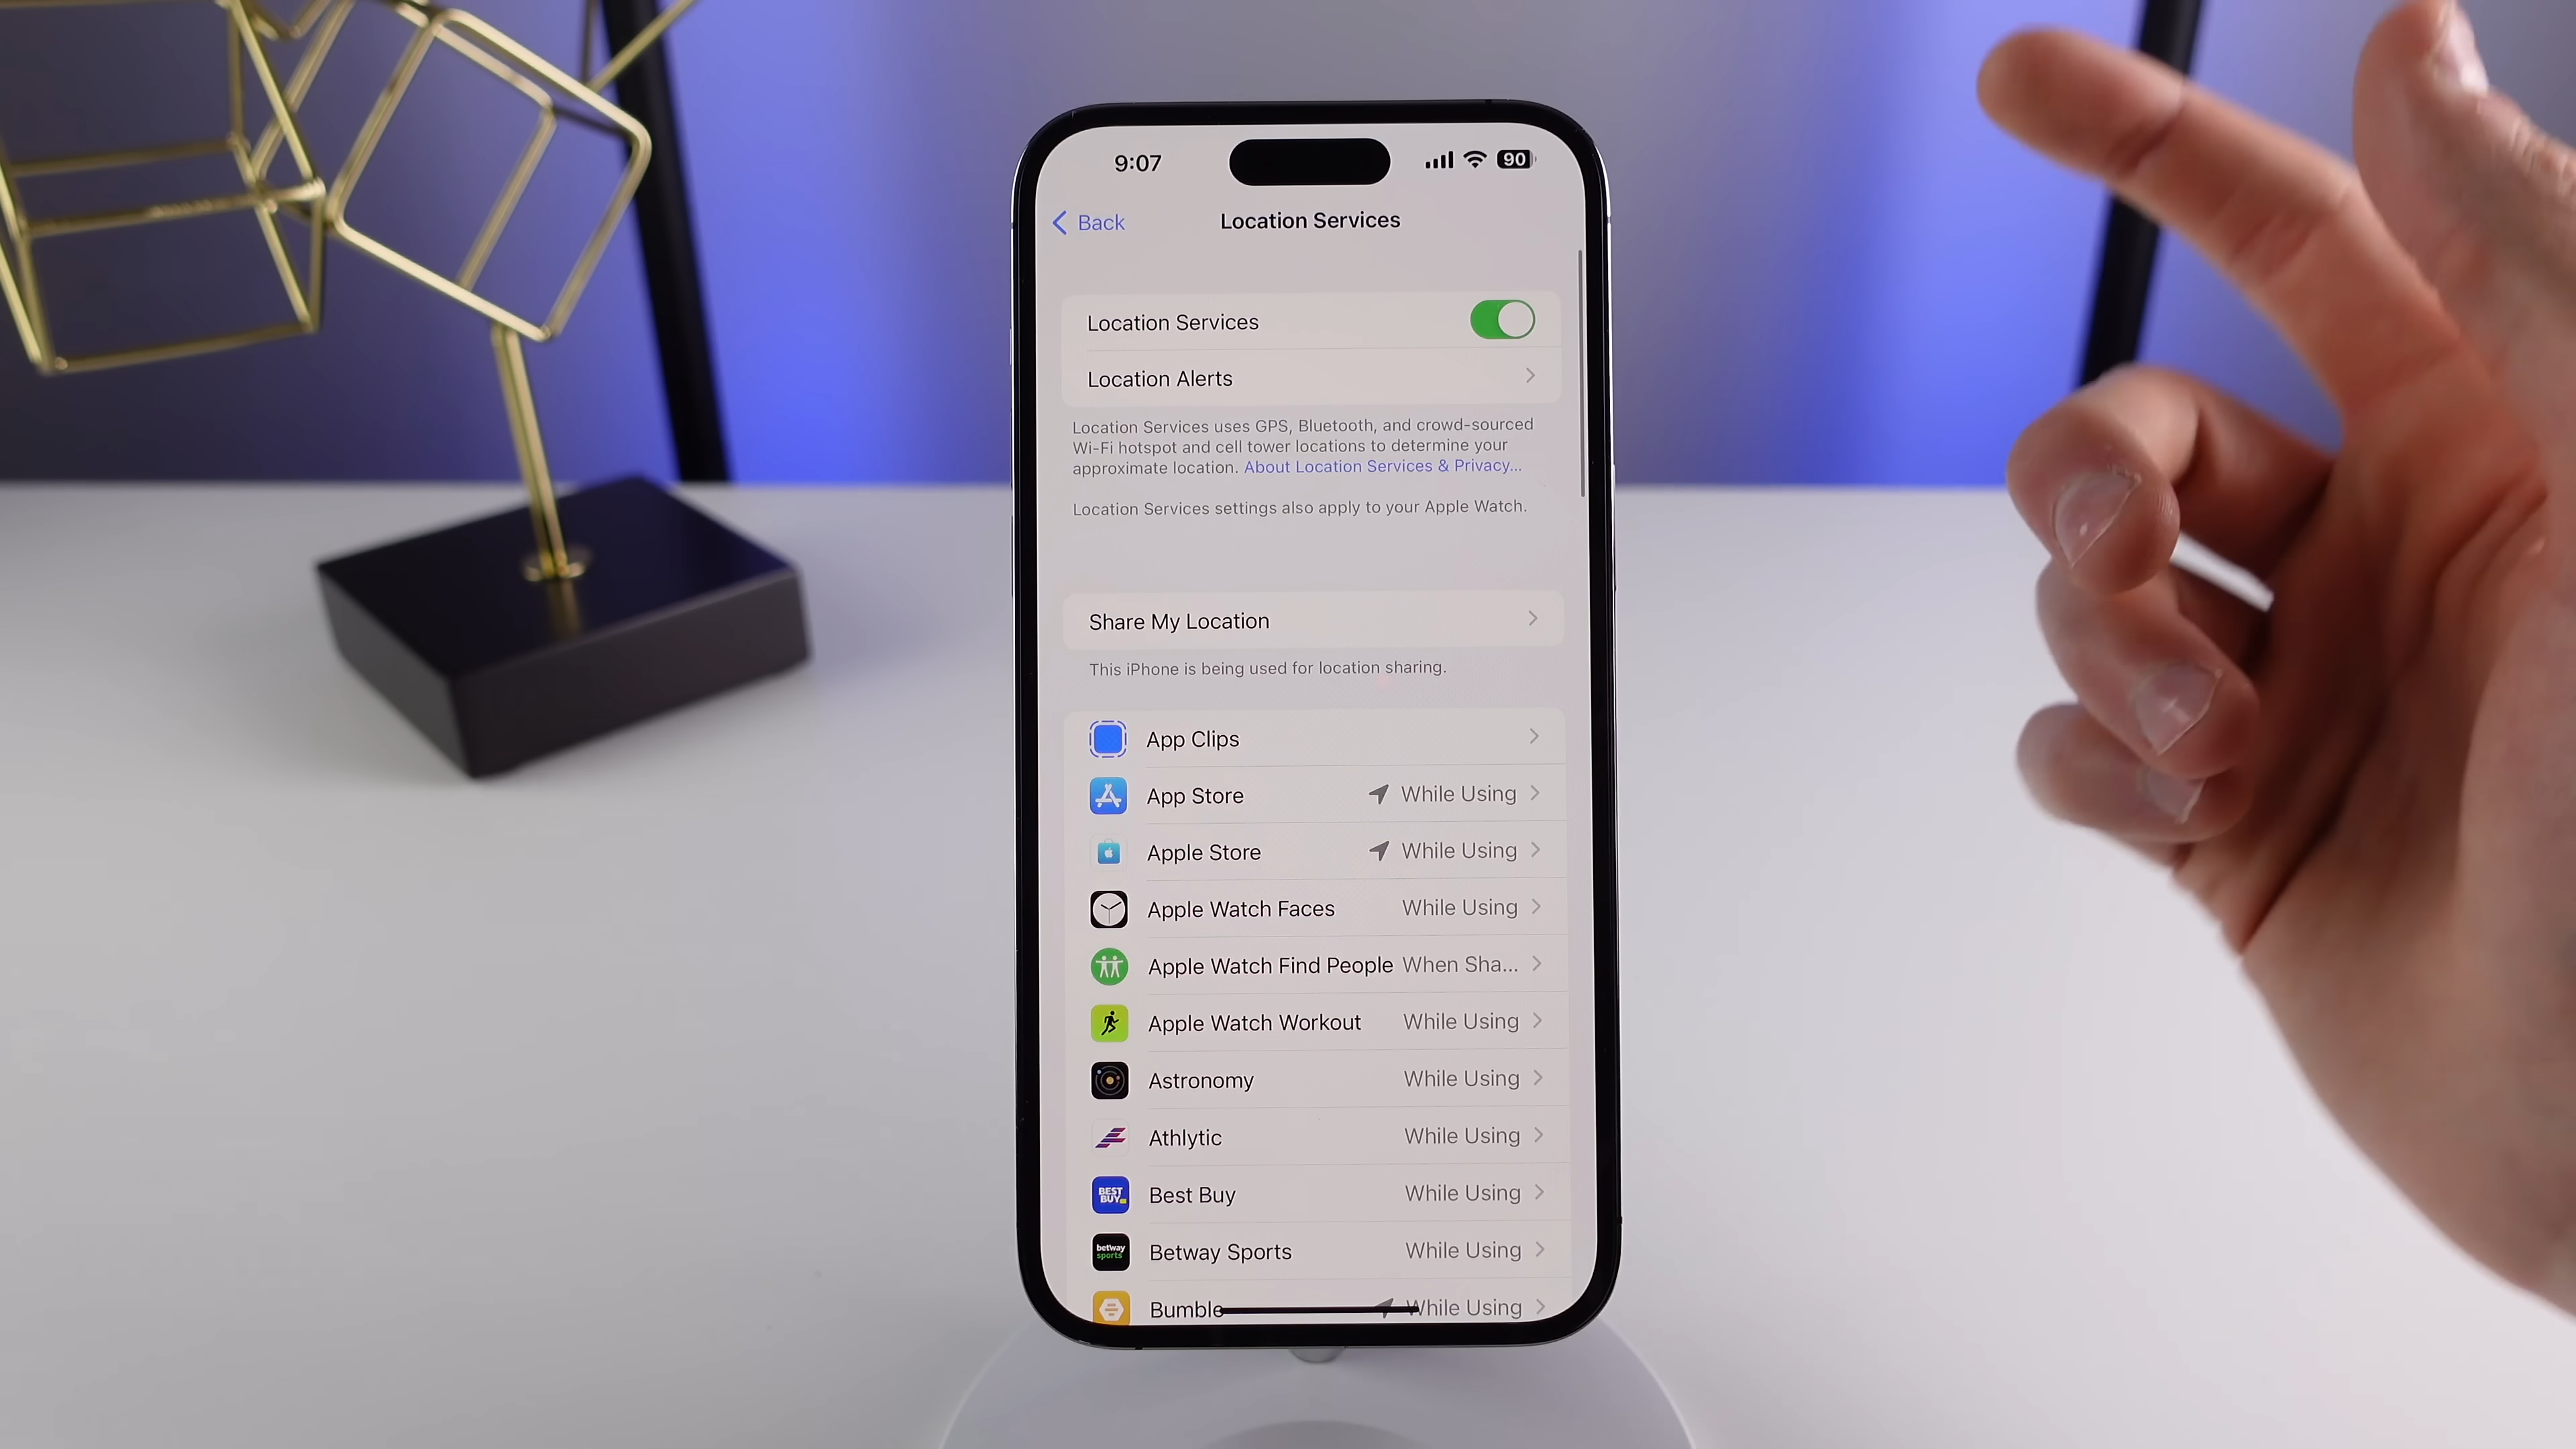 9:07
90
Back
Location Services
Location Services
Location Alerts
Location Services uses GPS, Bluetooth, and crowd-sourced
Wi-Fi hotspot and cell tower locations to determine your
approximate location. About Location Services & Privacy...
Location Services settings also apply to your Apple Watch.
Share My Location
This iPhone is being used for location sharing.
App Clips
App Store While Using
Apple Store While Using
Apple Watch Faces While Using
Apple Watch Find People When Sha...
Apple Watch Workout While Using
Astronomy While Using
Athlytic While Using
BEST
BUY
Best Buy While Using
betway
sports
Betway Sports While Using
Bumble While Using